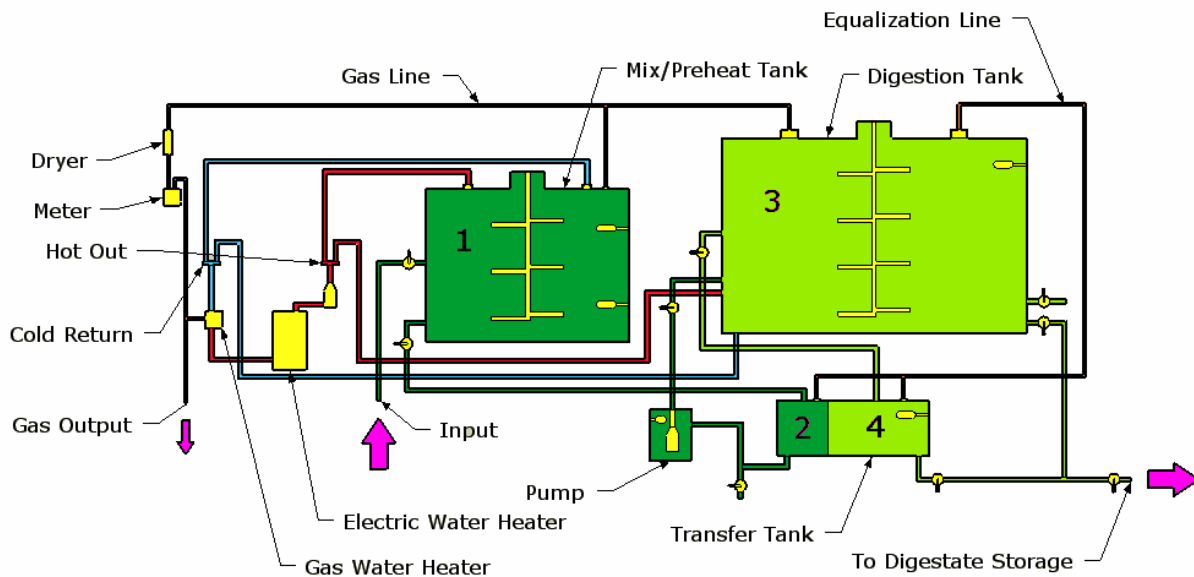 Equalization Line
Gas Line
Mix/Preheat Tank
Digestion Tank
Dryer
Meter
Hot Out
1
3
Cold Return
Gas Output
Input
2
4
Pump
Electric Water Heater
Transfer Tank
Gas Water Heater
To Digestate Storage